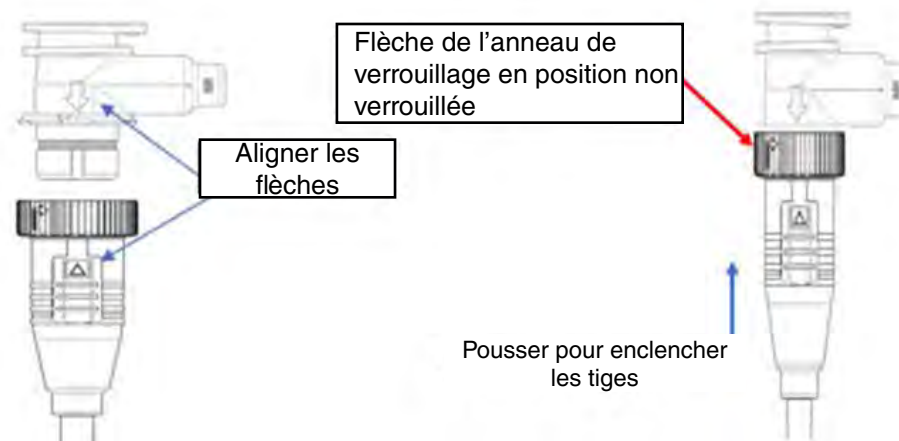 Flèche de l'anneau de
verrouillage en position non
verrouillée
Aligner les
flèches
Pousser pour enclencher
les tiges